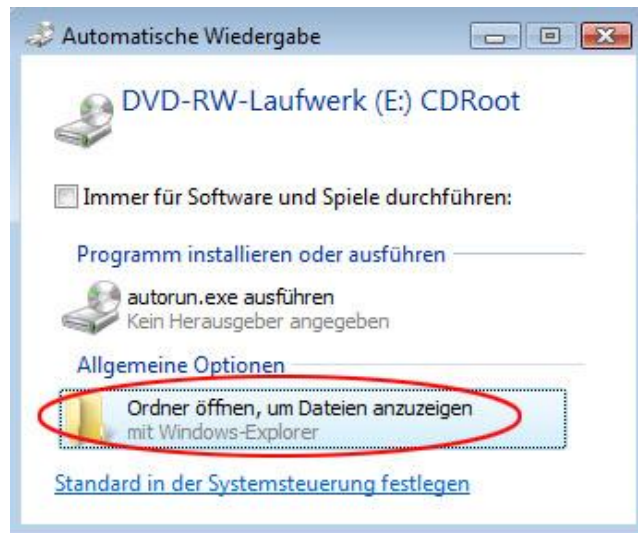 Automatische Wiedergabe
DVD-RW-Laufwerk (E:) CDRoot
Immer für Software und Spiele durchführen:
Programm installieren oder ausführen
autorun.exe ausführen
Kein Herausgeber angegeben
Allgemeine Optionen
Ordner öffnen, um Dateien anzuzeigen
mit Windows-Explorer
Standard in der Systemsteuerung festlegen